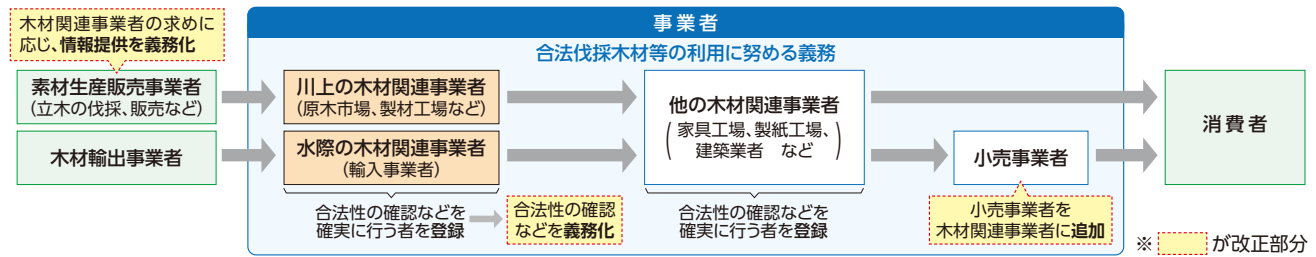 木材関連事業者の求めに
応じ、情報提供を義務化
素材生産販売事業者
(立木の伐採、販売など)
木材輸出事業者
事業者
合法伐採木材等の利用に努める義務
川上の木材関連事業者
(原木市場、製材工場など)
水際の木材関連事業者
(輸入事業者)
合法性の確認などを
確実に行う者を登録
合法性の確認
などを義務化
他の木材関連事業者
(家具工場、製紙工場、
建築業者 など)
合法性の確認などを
確実に行う者を登録
小売事業者
小売事業者を
木材関連事業者に追加
消費者
※ が改正部分